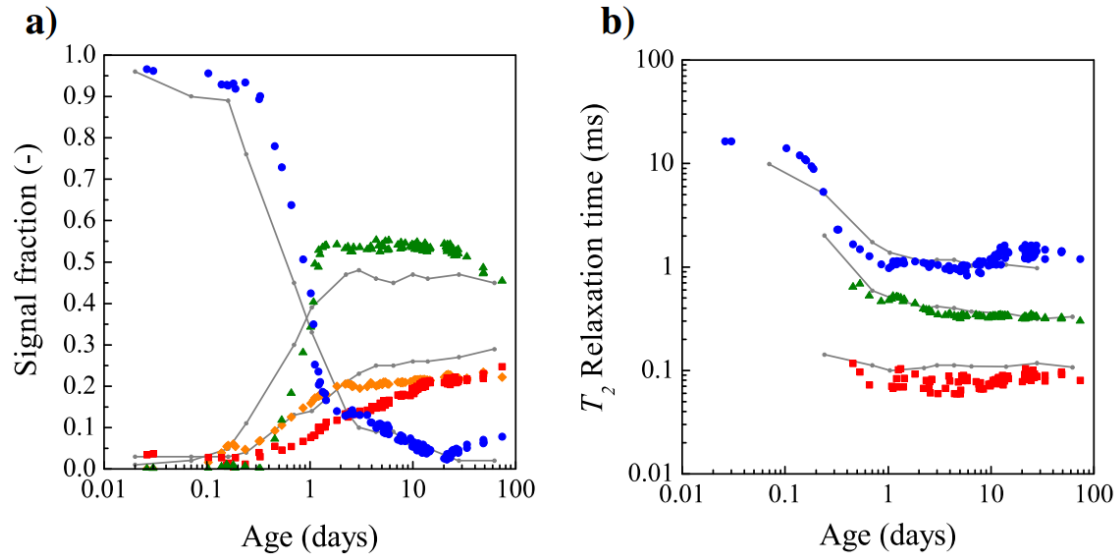 a)
Signal fraction (-)
1.0
0.9
0.8
0.7
0.6
0.5
0.4
0.3
0.2
0.1
0.0
0.01 0.1 1 10 100
Age (days)
b)
T2 Relaxation time (ms)
100
10
1
0.1
0.01
0.01 0.1 1 10 100
Age (days)